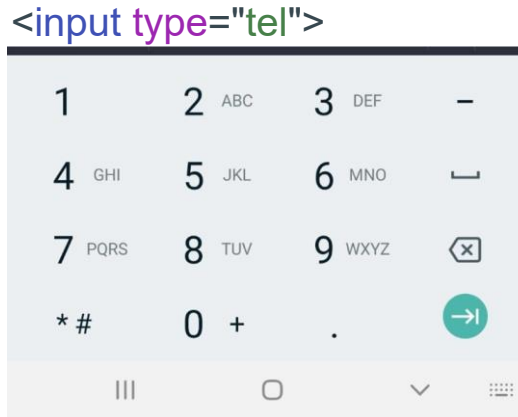 <input type="tel">
1 2 ABC 3 DEF -
4 GHI 5 JKL 6 MNO
7 PQRS 8 TUV 9 WXYZ
* # 0 + .